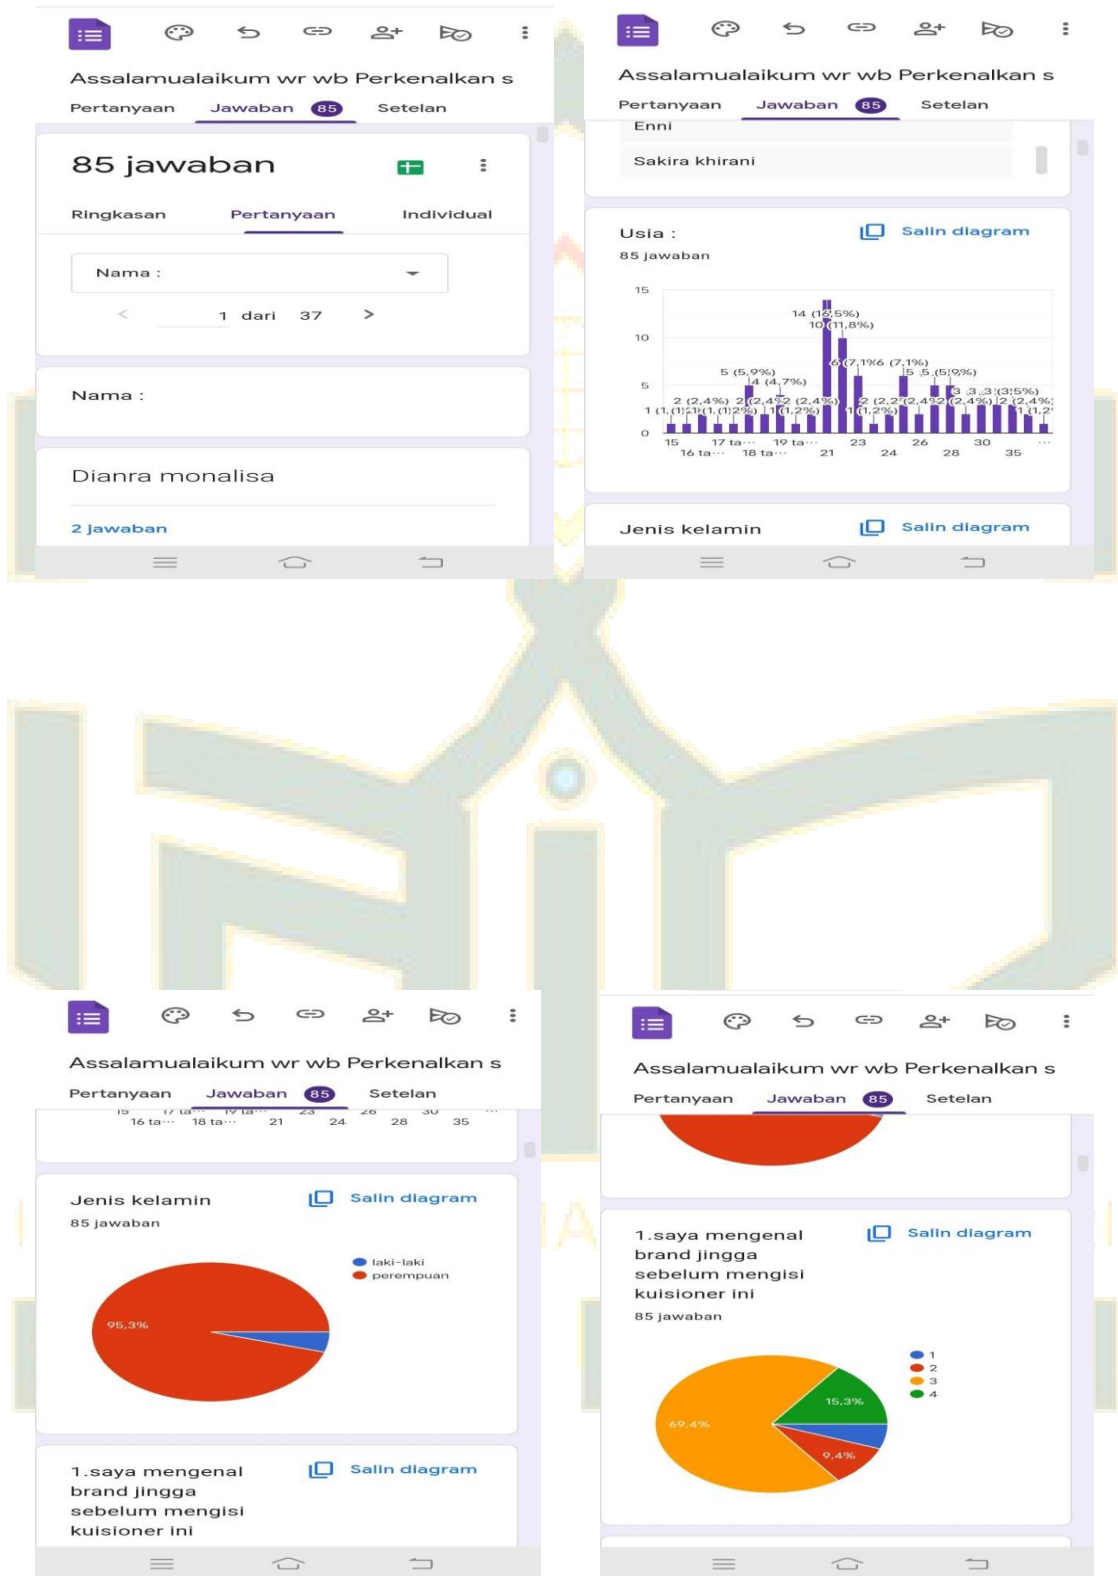 Assalamualaikum wr wb Perkenalkan s
Pertanyaan Jawaban 85 Setelan
85 jawaban
Ringkasan Pertanyaan Individual
Nama :
1 dari 37
Nama :
Dianra monalisa
2 jawaban
Assalamualaikum wr wb Perkenalkan s
Pertanyaan Jawaban 85 Setelan
Enni
Sakira khirani
Usia : Salin diagram
85 jawaban
15
14 (16,5%)
10 (11,8%)
10
6 (7,1%6 (7,1%)
5 (5,9%)
4 (4,7%)
5
0
15 17 ta... 19 ta... 23 26 30 ...
16 ta... 18 ta... 21 24 28 35
Jenis kelamin Salin diagram
Assalamualaikum wr wb Perkenalkan s
Pertanyaan Jawaban 85 Setelan
16 ta... 18 ta... 21 24 28 35
Jenis kelamin Salin diagram
85 jawaban
laki-laki
perempuan
95,3%
1.saya mengenal Salin diagram
brand jingga
sebelum mengisi
kuisioner ini
Assalamualaikum wr wb Perkenalkan s
Pertanyaan Jawaban 85 Setelan
1.saya mengenal Salin diagram
brand jingga
sebelum mengisi
kuisioner ini
85 jawaban
1
2
3
4
15,3%
69,4%
9,4%